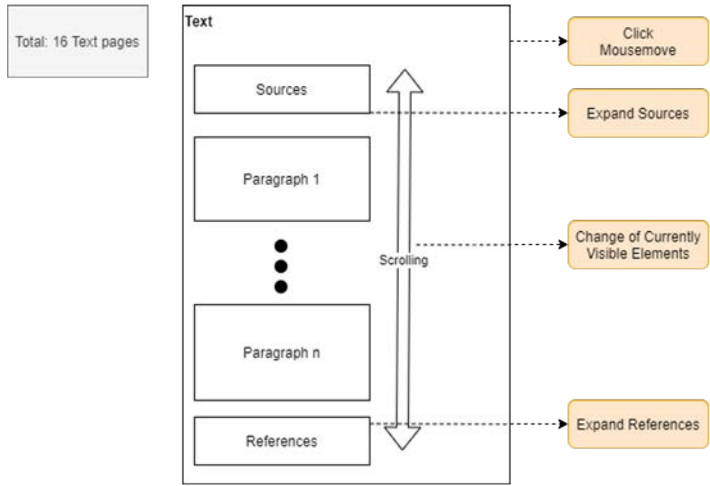 Total: 16 Text pages
Text
Click
Mousemove
Sources
Expand Sources
Paragraph 1
Change of Currently
Visible Elements
Scrolling
Paragraph n
References
Expand References